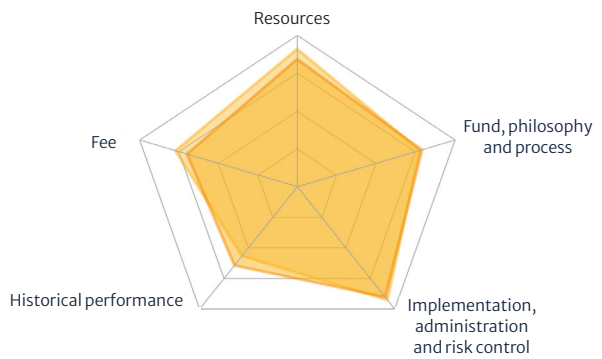 Resources
Fee
Fund, philosophy
and process
Historical performance
Implementation,
administration
and risk control